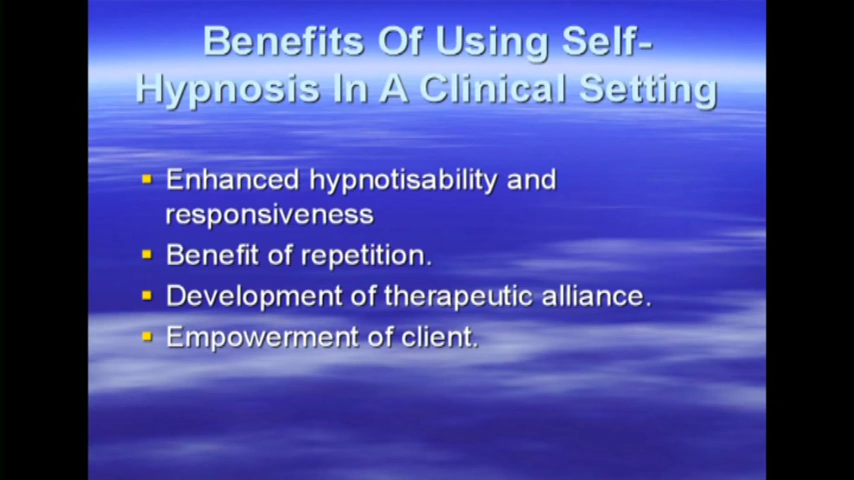 Benefits Of Using Self-
Hypnosis In A Clinical Setting
Enhanced hypnotisability and
responsiveness
Benefit of repetition.
Development of therapeutic alliance.
Empowerment of client.